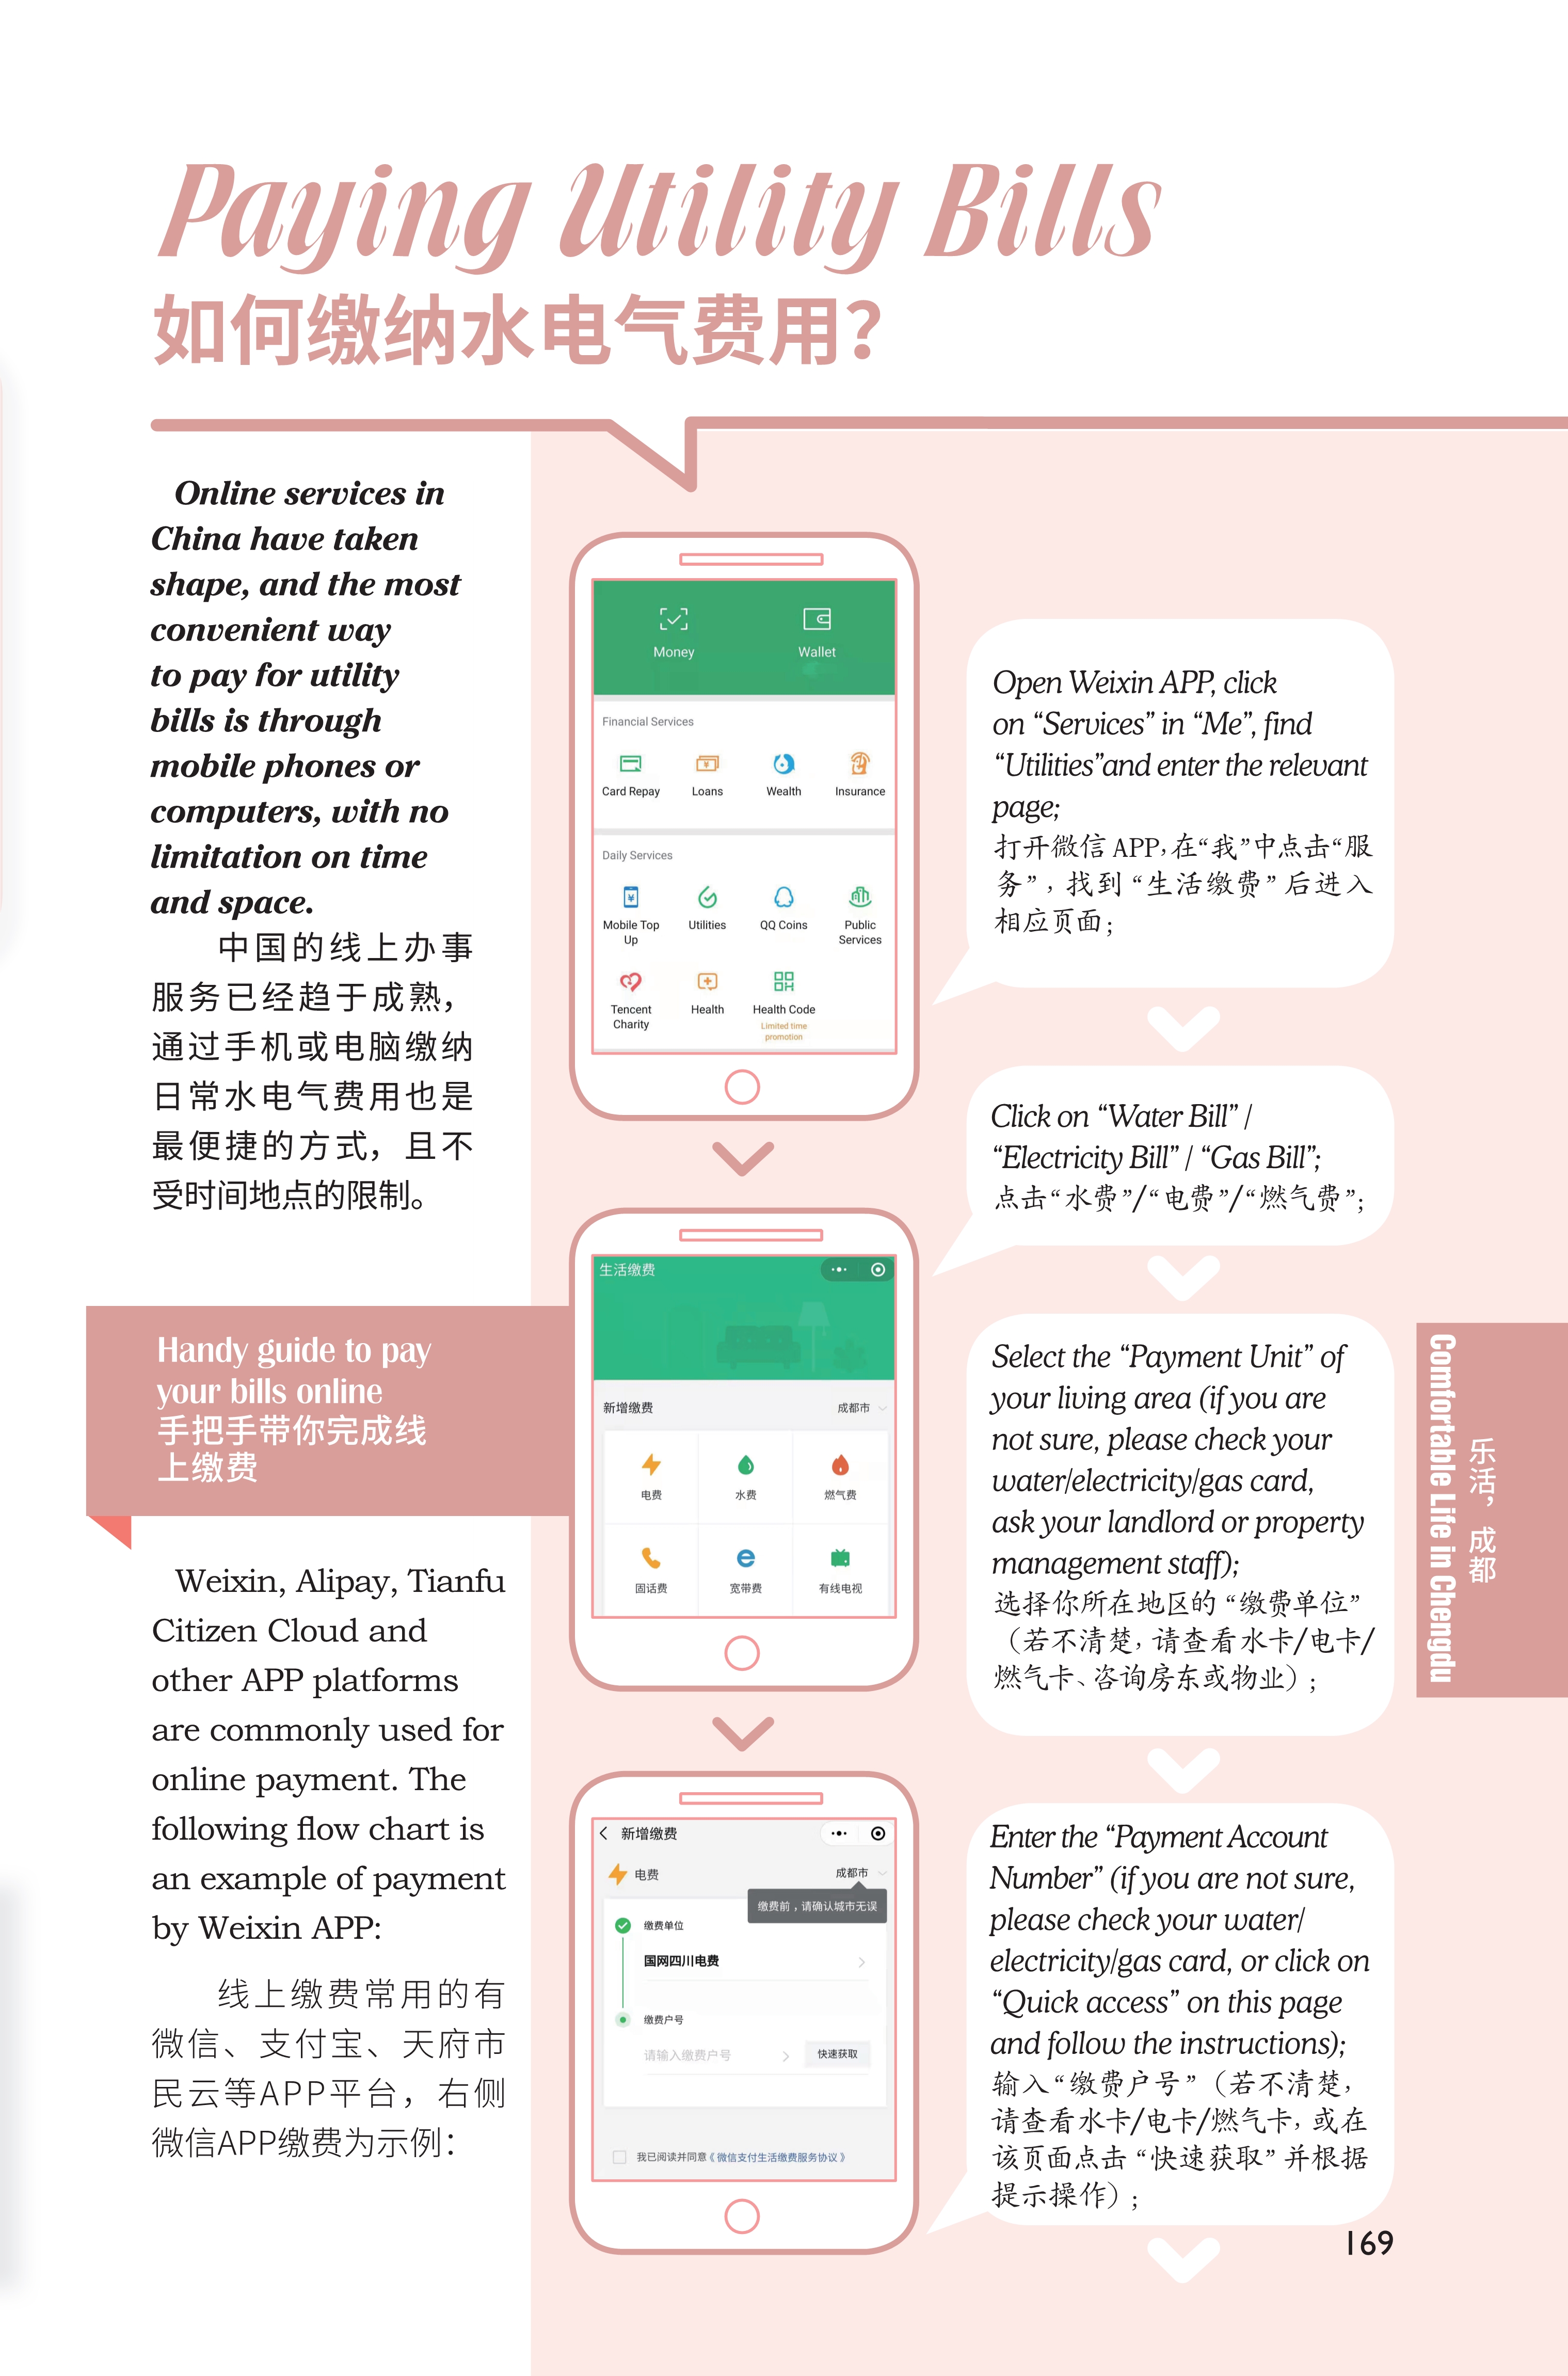 Paying Utility Bills
如何缴纳水电气费用？
Online services in
China have taken
shape, and the most
convenient way
to pay for utility
bills is through
mobile phones or
computers, with no
limitation on time
and space.
中国的线上办事
服务已经趋于成熟，
通过手机或电脑缴纳
日常水电气费用也是
最便捷的方式，且不
受时间地点的限制。
Handy guide to pay
your bills online
手把手带你完成线
上缴费
Weixin, Alipay, Tianfu
Citizen Cloud and
other APP platforms
are commonly used for
online payment. The
following flow chart is
an example of payment
by Weixin APP:
线上缴费常用的有
微信、支付宝、天府市
民云等APP平台，右侧
微信APP缴费为示例：
Money Wallet
Financial Services
Card Repay Loans Wealth Insurance
Daily Services
Mobile Top Up Utilities QQ Coins Public Services
Tencent Charity Health Health Code
Limited time
promotion
Open Weixin APP, click
on “Services” in “Me”, find
“Utilities”and enter the relevant
page;
打开微信 APP，在“我”中点击“服
务”，找到“生活缴费”后进入
相应页面；
生活缴费
新增缴费 成都市
电费 水费 燃气费
固话费 宽带费 有线电视
Click on “Water Bill” /
“Electricity Bill” / “Gas Bill”;
点击“水费”/“电费”/“燃气费”；
Select the “Payment Unit” of
your living area (if you are
not sure, please check your
water/electricity/gas card,
ask your landlord or property
management staff);
选择你所在地区的“缴费单位”
（若不清楚，请查看水卡/电卡/
燃气卡、咨询房东或物业）；
新增缴费
电费 成都市
缴费前，请确认城市无误
缴费单位
国网四川电费
缴费户号
请输入缴费户号 快速获取
我已阅读并同意《微信支付生活缴费服务协议》
Enter the “Payment Account
Number” (if you are not sure,
please check your water/
electricity/gas card, or click on
“Quick access” on this page
and follow the instructions);
输入“缴费户号”（若不清楚，
请查看水卡/电卡/燃气卡，或在
该页面点击“快速获取”并根据
提示操作）；
乐活，成都
Comfortable Life in Chengdu
169